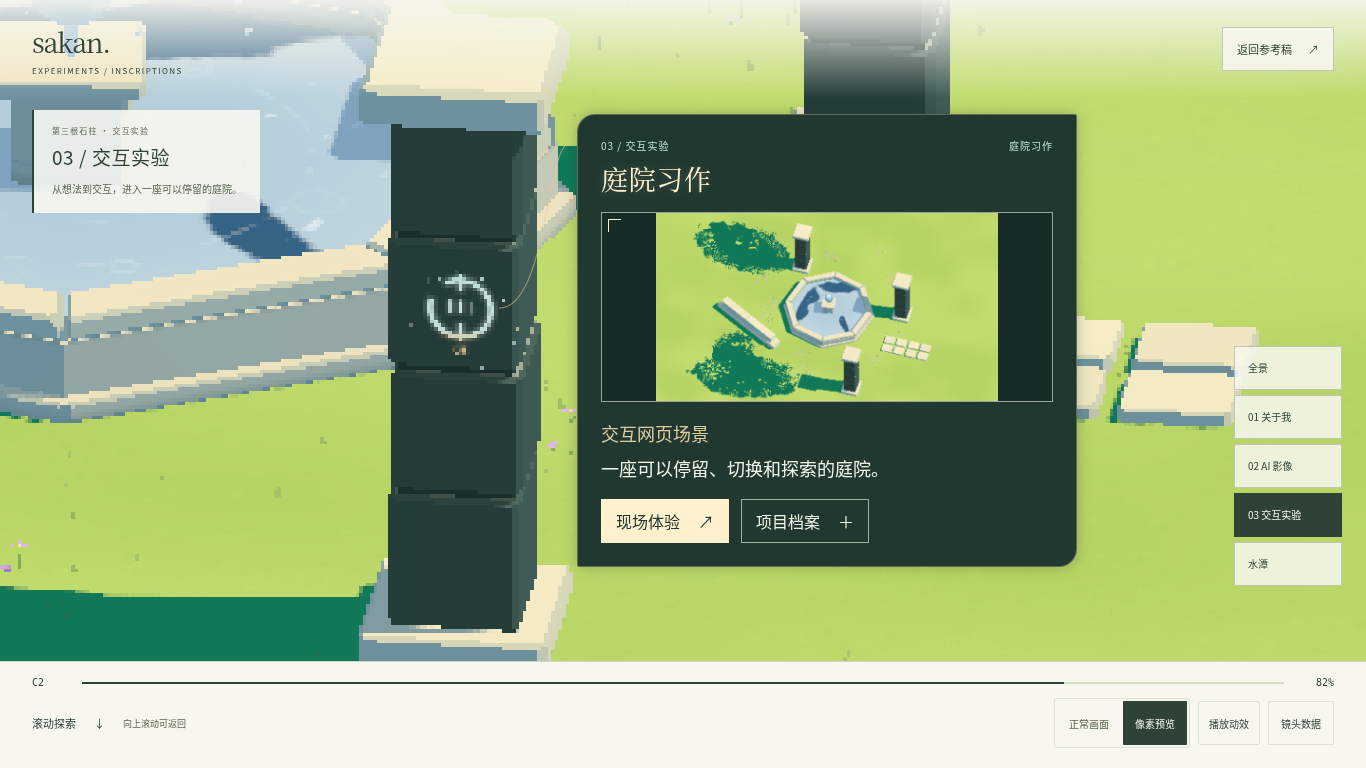 sakan.
EXPERIMENTS / INSCRIPTIONS
返回参考稿 ↗
第三根石柱 · 交互实验
03 / 交互实验
从想法到交互，进入一座可以停留的庭院。
03 / 交互实验
庭院习作
庭院习作
交互网页场景
一座可以停留、切换和探索的庭院。
现场体验 ↗
项目档案 +
全景
01 关于我
02 AI 影像
03 交互实验
水潭
C2
82%
滚动探索 ↓ 向上滚动可返回
正常画面
像素预览
播放动效
镜头数据